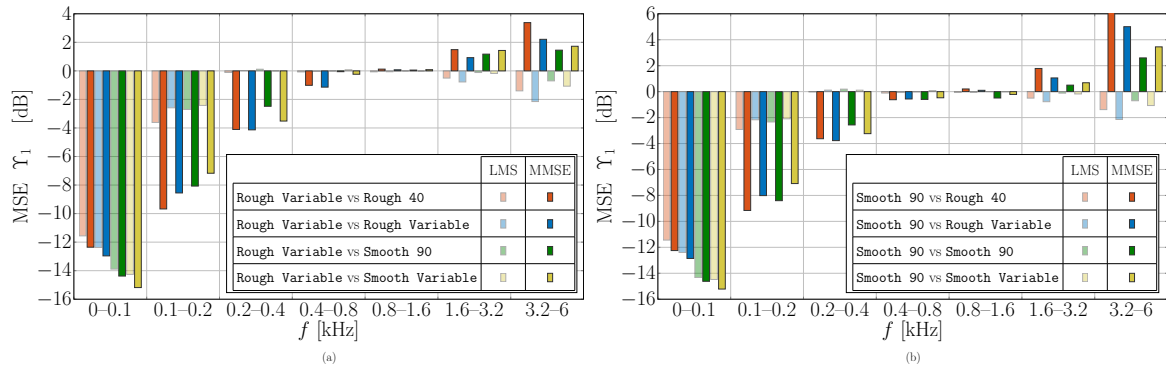 4
2
0
−2
−4
−6
−8
−10
−12
−14
−16
MSE ϒ1 [dB]
LMS MMSE
Rough Variable vs Rough 40
Rough Variable vs Rough Variable
Rough Variable vs Smooth 90
Rough Variable vs Smooth Variable
0–0.1 0.1–0.2 0.2–0.4 0.4–0.8 0.8–1.6 1.6–3.2 3.2–6
f [kHz]
(a)
6
4
2
0
−2
−4
−6
−8
−10
−12
−14
−16
MSE ϒ1 [dB]
LMS MMSE
Smooth 90 vs Rough 40
Smooth 90 vs Rough Variable
Smooth 90 vs Smooth 90
Smooth 90 vs Smooth Variable
0–0.1 0.1–0.2 0.2–0.4 0.4–0.8 0.8–1.6 1.6–3.2 3.2–6
f [kHz]
(b)